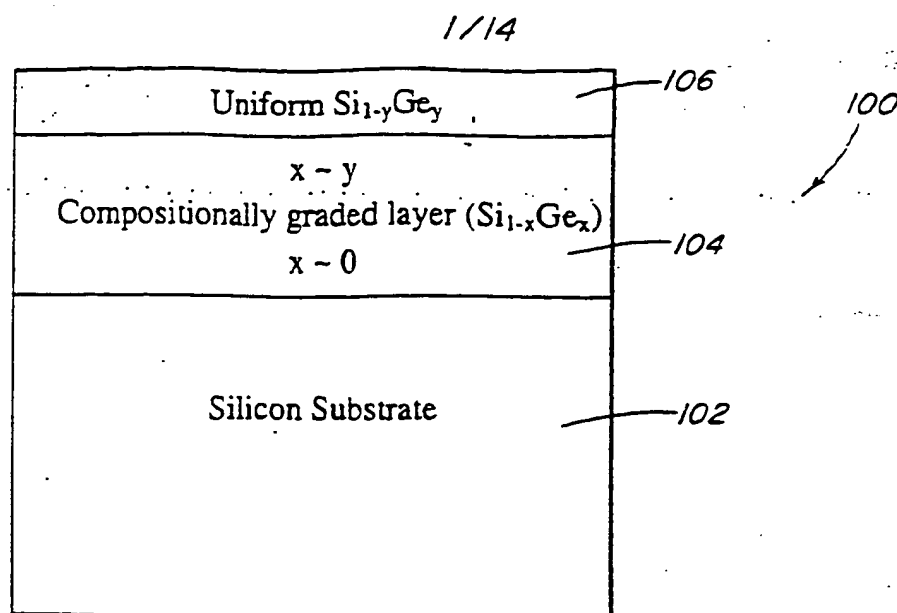 1/14
106
Uniform Si₁₋yGey
100
x ~ y
Compositionally graded layer (Si₁₋ₓGeₓ)
104
x ~ 0
Silicon Substrate
102